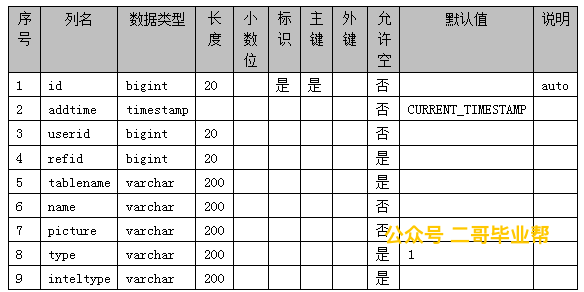 序号 列名 数据类型 长度 小数位 标识 主键 外键 允许空 默认值 说明
1 id bigint 20 是 是 否 auto
2 addtime timestamp 否 CURRENT_TIMESTAMP
3 userid bigint 20 否
4 refid bigint 20 是
5 tablename varchar 200 是
6 name varchar 200 否
7 picture varchar 200 否
公众号 二哥毕业帮
8 type varchar 200 是 1
9 inteltype varchar 200 是